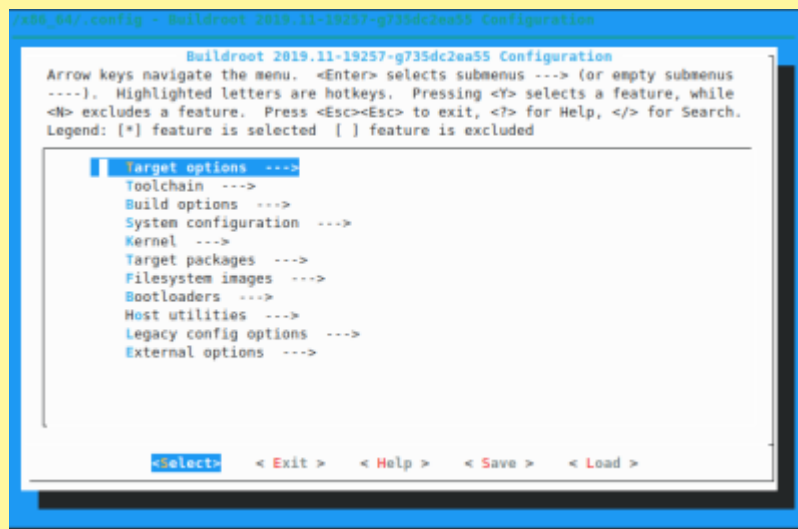 /x86_64/.config - Buildroot 2019.11-19257-g735dc2ea55 Configuration
Buildroot 2019.11-19257-g735dc2ea55 Configuration
Arrow keys navigate the menu.  <Enter> selects submenus ---> (or empty submenus
----).  Highlighted letters are hotkeys.  Pressing <Y> selects a feature, while
<N> excludes a feature.  Press <Esc><Esc> to exit, <?> for Help, </> for Search.
Legend: [*] feature is selected  [ ] feature is excluded
Target options  --->
Toolchain  --->
Build options  --->
System configuration  --->
Kernel  --->
Target packages  --->
Filesystem images  --->
Bootloaders  --->
Host utilities  --->
Legacy config options  --->
External options  --->
<Select>    < Exit >    < Help >    < Save >    < Load >